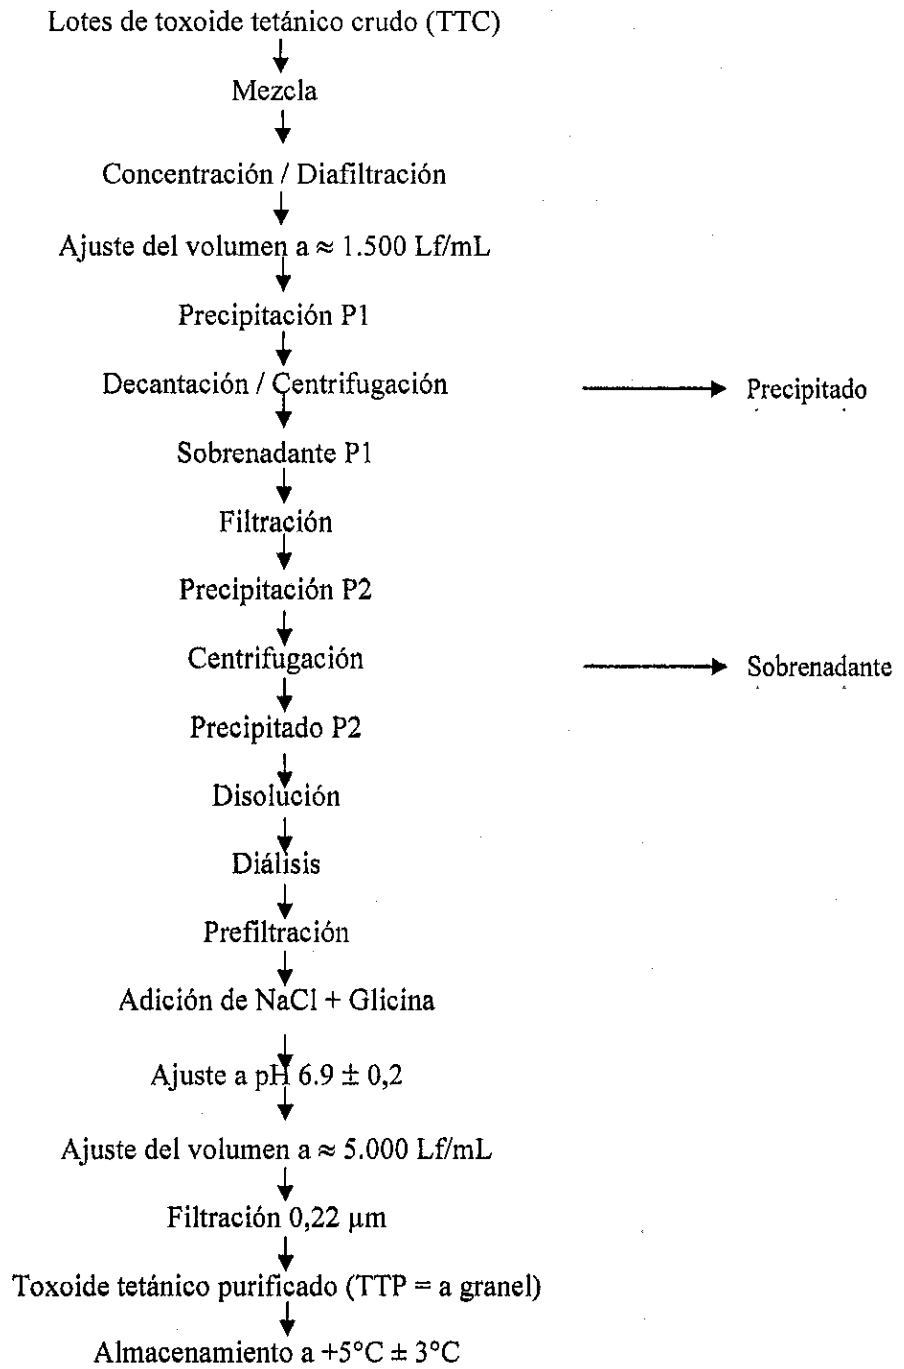 Lotes de toxoide tetánico crudo (TTC)
Mezcla
Concentración / Diafiltración
Ajuste del volumen a ≈ 1.500 Lf/mL
Precipitación P1
Decantación / Centrifugación
Precipitado
Sobrenadante P1
Filtración
Precipitación P2
Centrifugación
Sobrenadante
Precipitado P2
Disolución
Diálisis
Prefiltración
Adición de NaCl + Glicina
Ajuste a pH 6.9 ± 0,2
Ajuste del volumen a ≈ 5.000 Lf/mL
Filtración 0,22 µm
Toxoide tetánico purificado (TTP = a granel)
Almacenamiento a +5°C ± 3°C